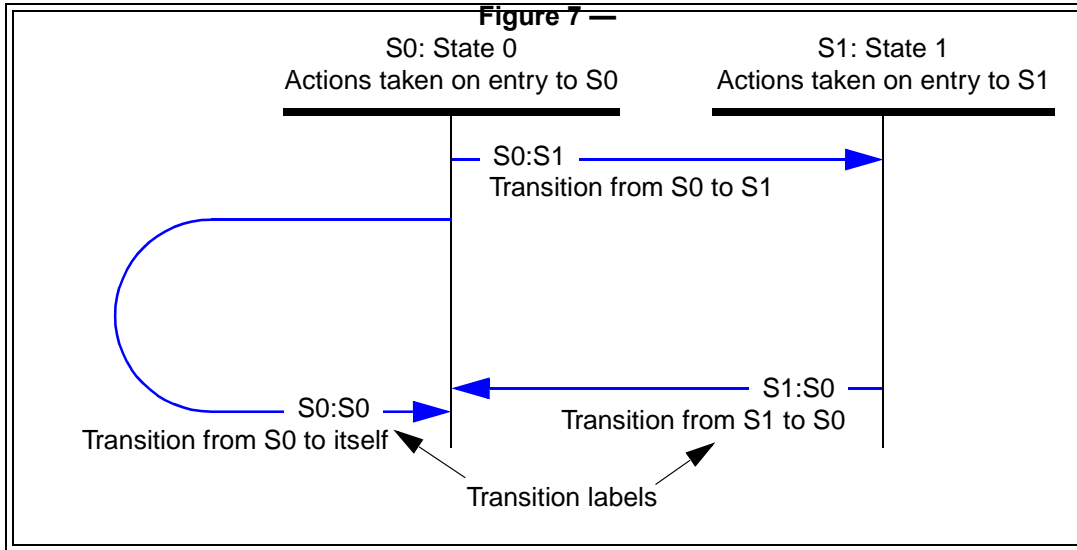 Figure 7 —
S0: State 0
Actions taken on entry to S0
S1: State 1
Actions taken on entry to S1
S0:S1
Transition from S0 to S1
S1:S0
Transition from S1 to S0
S0:S0
Transition from S0 to itself
Transition labels